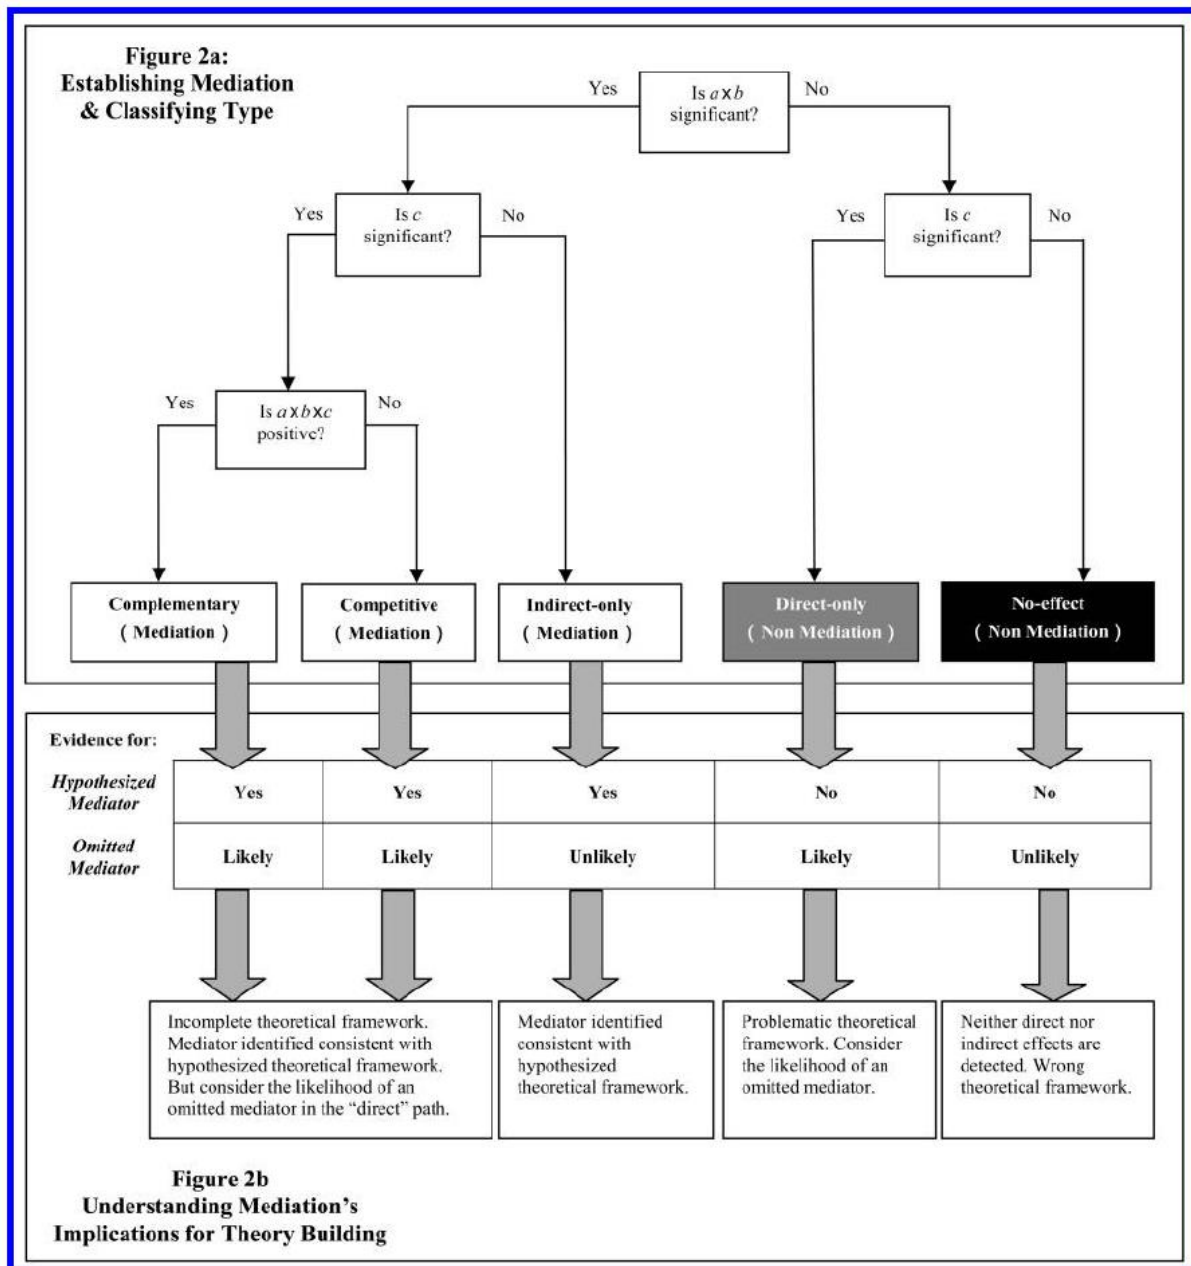 Figure 2a:
Establishing Mediation
& Classifying Type
Yes
Is a x b
significant?
No
Yes
Is c
significant?
No
Yes
Is c
significant?
No
Yes
Is a x b x c
positive?
No
Complementary
( Mediation )
Competitive
( Mediation )
Indirect-only
( Mediation )
Direct-only
( Non Mediation )
No-effect
( Non Mediation )
Evidence for:
Hypothesized
Mediator
Yes
Yes
Yes
No
No
Omitted
Mediator
Likely
Likely
Unlikely
Likely
Unlikely
Incomplete theoretical framework.
Mediator identified consistent with
hypothesized theoretical framework.
But consider the likelihood of an
omitted mediator in the “direct” path.
Mediator identified
consistent with
hypothesized
theoretical framework.
Problematic theoretical
framework. Consider
the likelihood of an
omitted mediator.
Neither direct nor
indirect effects are
detected. Wrong
theoretical framework.
Figure 2b
Understanding Mediation’s
Implications for Theory Building